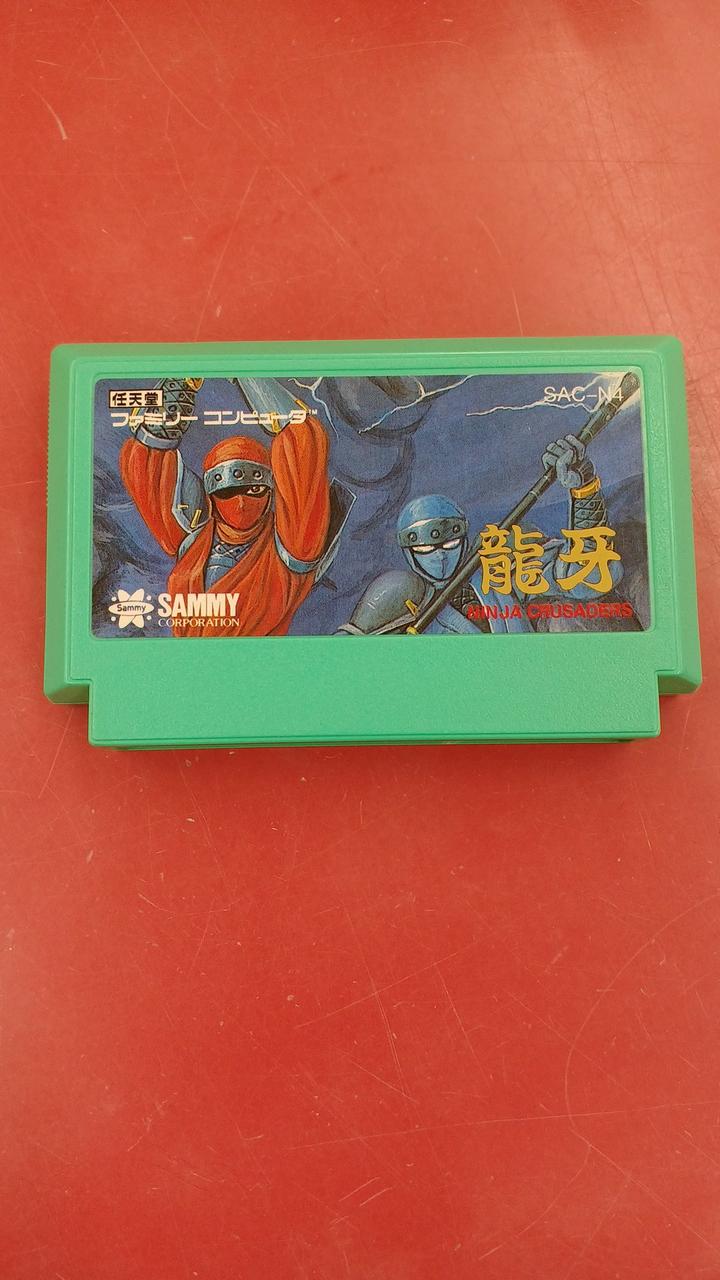 任天堂
ファミリー コンピュータ™
SAC-N4
龍牙
NINJA CRUSADERS
Sammy
SAMMY
CORPORATION